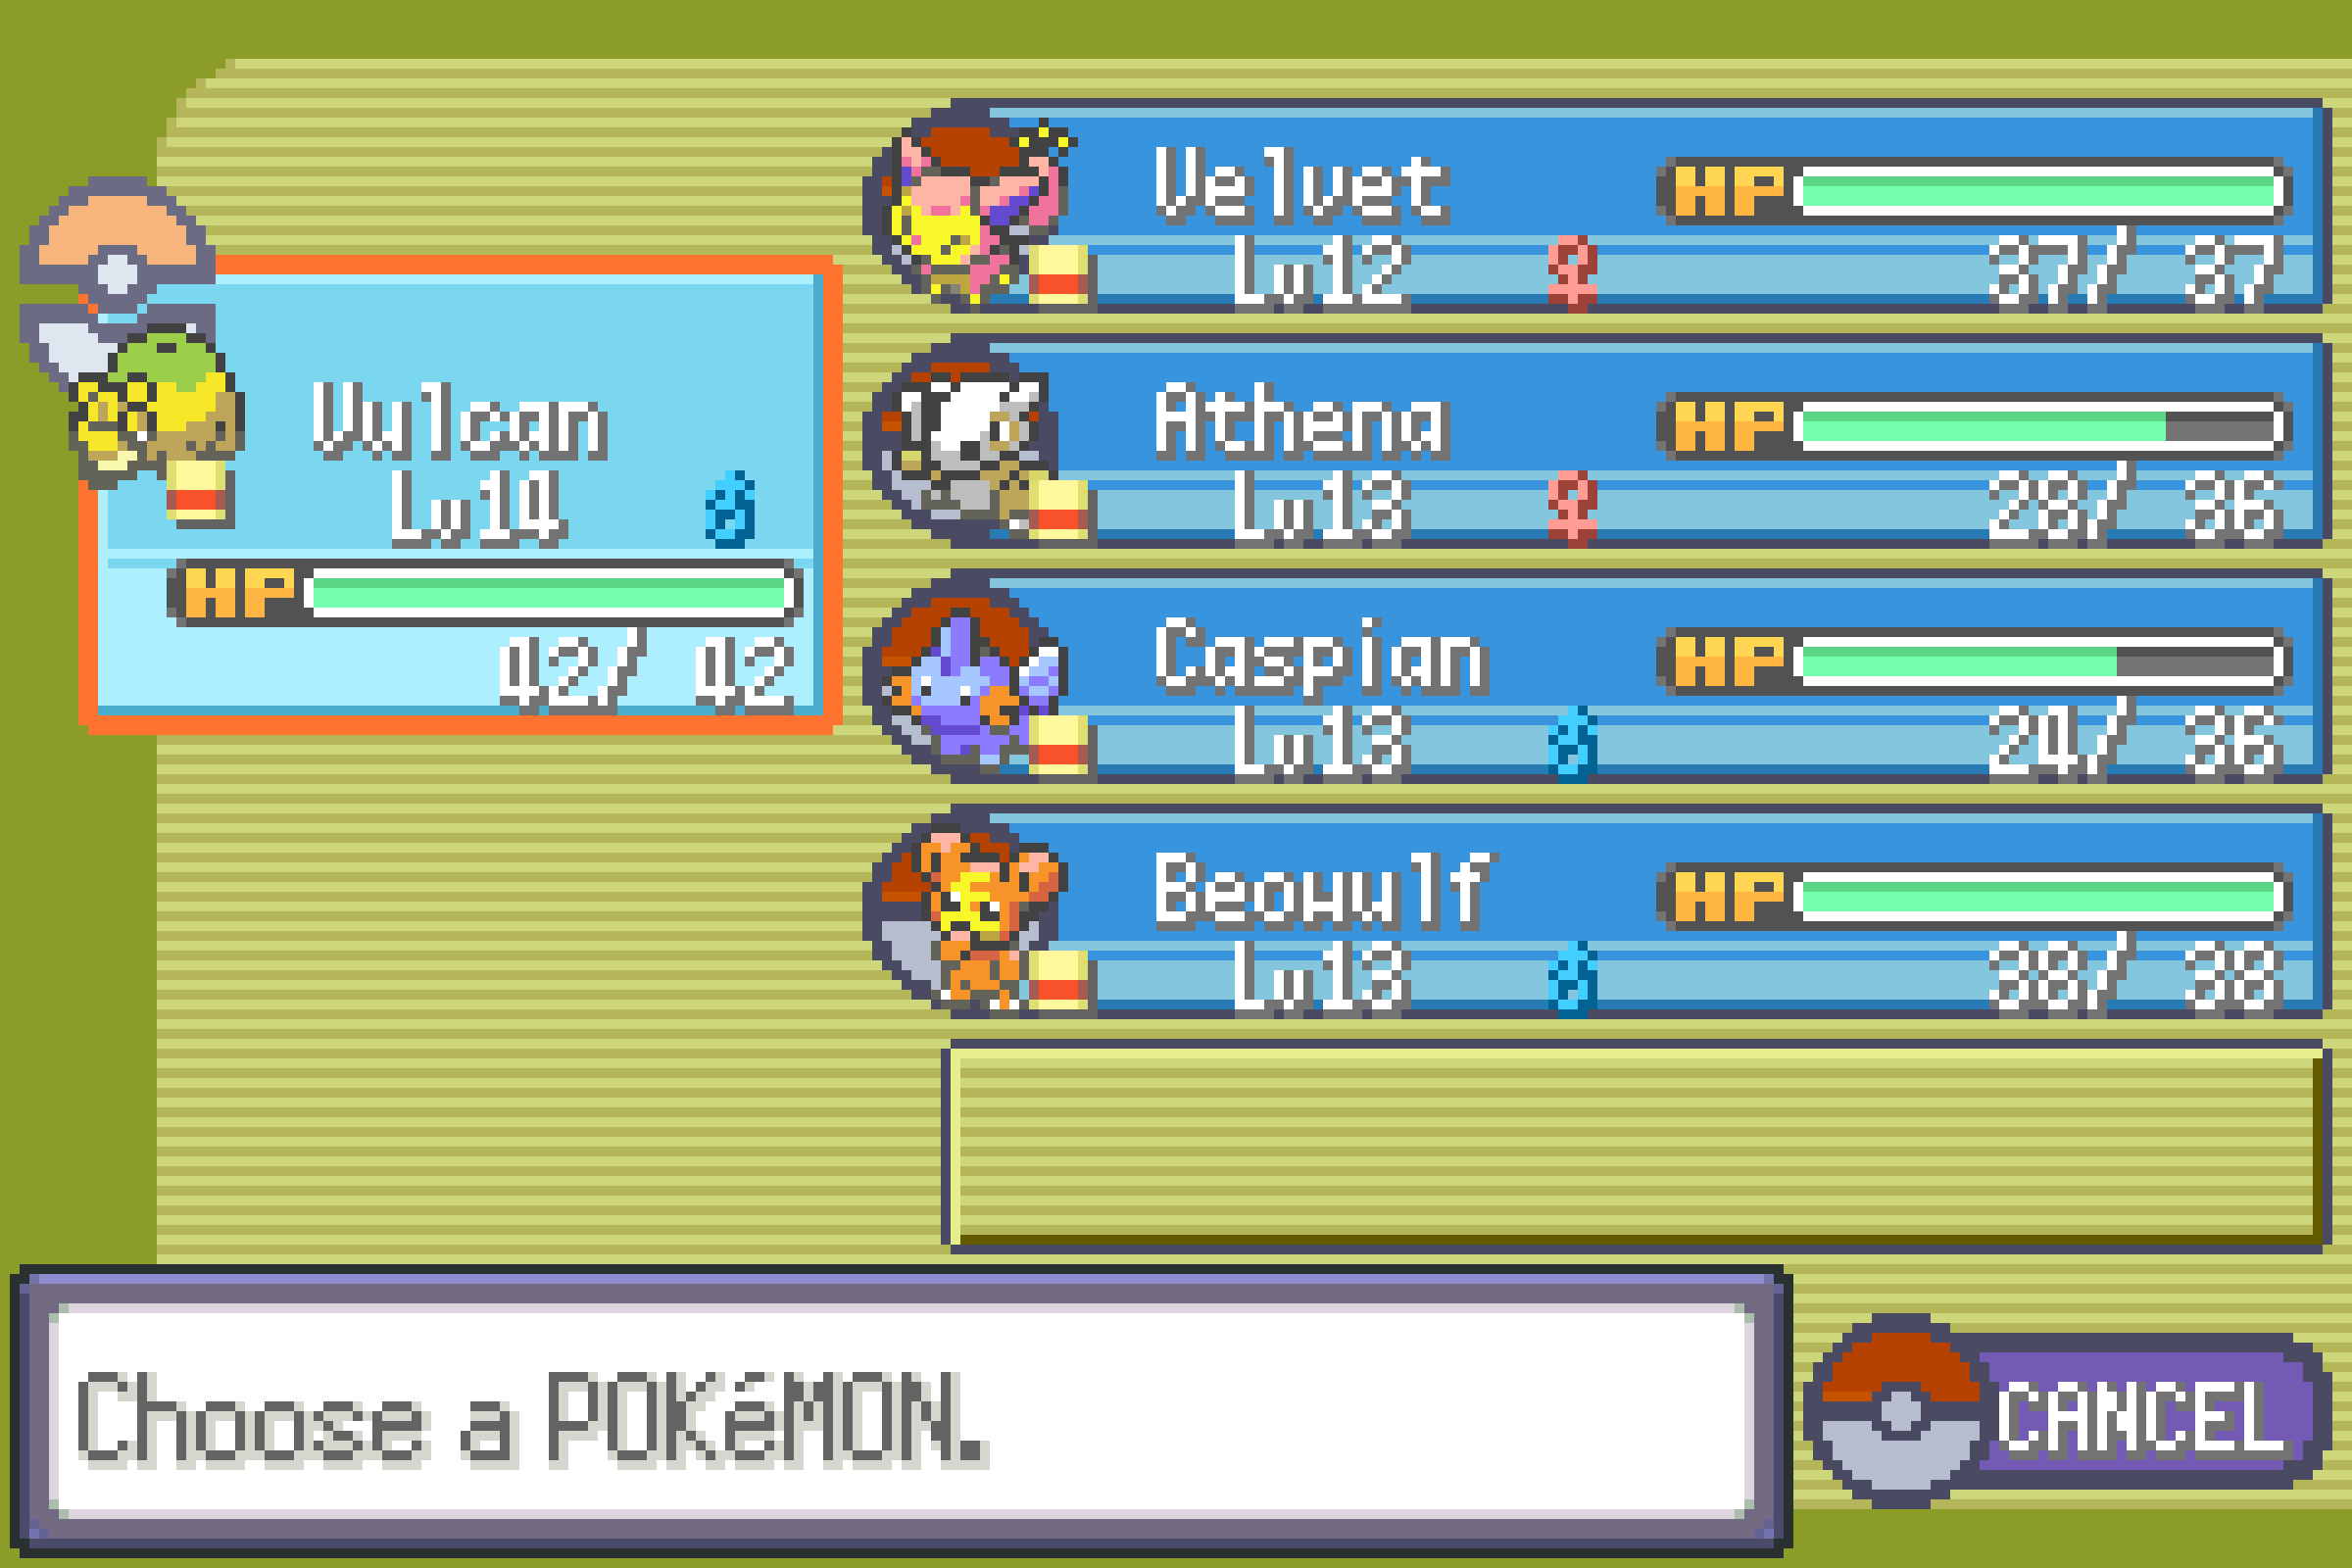 Vulcan
Lv14 ♂
HP
42/ 42
Velvet
HP
Lv12 ♀
37/ 37
Athena
HP
Lv13 ♀
28/ 36
Caspian
HP
Lv13 ♂
24/ 36
Beowulf
HP
Lv13 ♂
38/ 38
Choose a POKéMON.
CANCEL